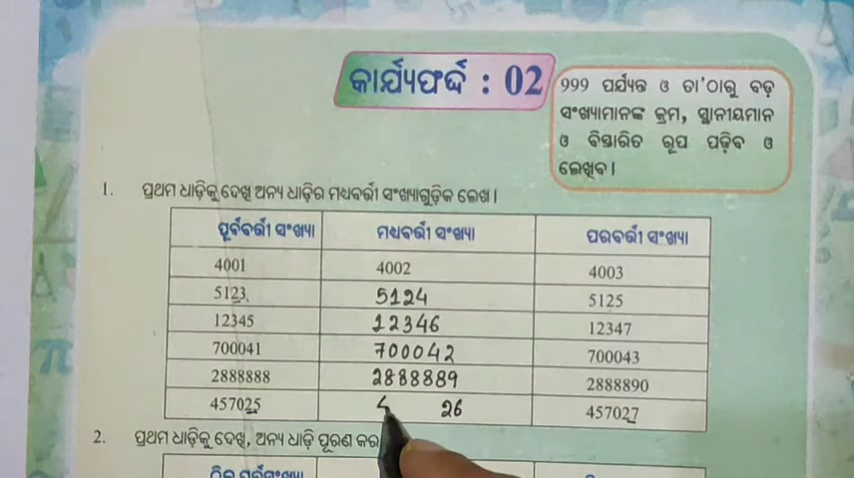 କାର୍ଯ୍ୟଫର୍ଦ୍ଦ : 02
999 ପର୍ଯ୍ୟନ୍ତ ଓ ତା'ଠାରୁ ବଡ଼
ସଂଖ୍ୟାମାନଙ୍କ କ୍ରମ, ସ୍ଥାନୀୟମାନ
ଓ ବିସ୍ତାରିତ ରୂପ ପଢ଼ିବ ଓ
ଲେଖିବ।
1. ପ୍ରଥମ ଧାଡ଼ିକୁ ଦେଖି ଅନ୍ୟ ଧାଡ଼ିର ମଧ୍ୟବର୍ତ୍ତୀ ସଂଖ୍ୟାଗୁଡ଼ିକ ଲେଖ।
ପୂର୍ବବର୍ତ୍ତୀ ସଂଖ୍ୟା ମଧ୍ୟବର୍ତ୍ତୀ ସଂଖ୍ୟା ପରବର୍ତ୍ତୀ ସଂଖ୍ୟା
4001 4002 4003
5123 5124 5125
12345 12346 12347
700041 700042 700043
2888888 2888889 2888890
457025 26 457027
2. ପ୍ରଥମ ଧାଡ଼ିକୁ ଦେଖି, ଅନ୍ୟ ଧାଡ଼ି ପୂରଣ କର